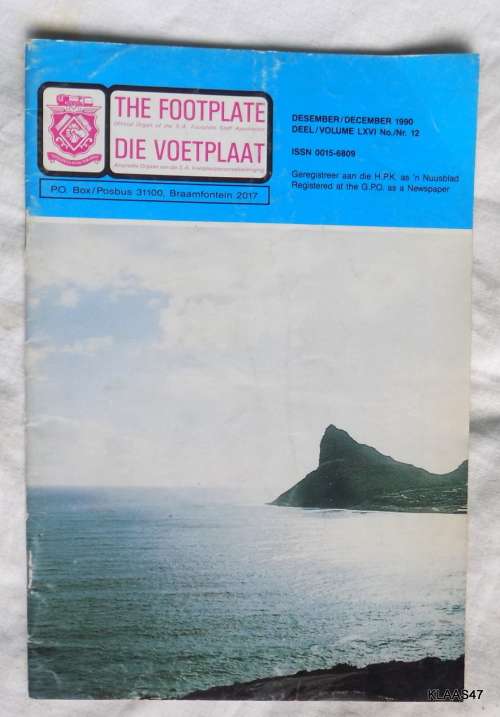 THE FOOTPLATE
Official Organ of the S.A. Footplate Staff Association
DIE VOETPLAAT
Amptelike Orgaan van die S.A. Voetplaatpersoneelvereniging
P.O. Box/Posbus 31100, Braamfontein 2017
DESEMBER/DECEMBER 1990
DEEL/VOLUME LXVI No./Nr. 12
ISSN 0015-6809
Geregistreer aan die H.P.K. as 'n Nuusblad
Registered at the G.P.O. as a Newspaper
KLAAS47